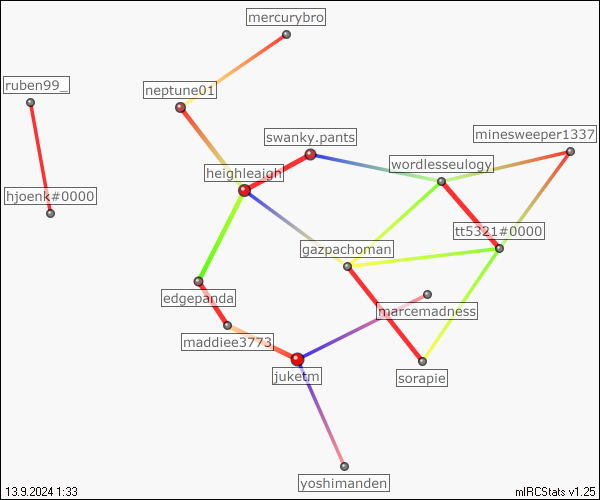 mercurybro
ruben99_
neptune01
swanky.pants
minesweeper1337
wordlesseulogy
heighleaigh
hjoenk#0000
tt5321#0000
gazpachoman
edgepanda
marcemadness
maddiee3773
juketm
sorapie
yoshimanden
13.9.2024 1:33
mIRCStats v1.25